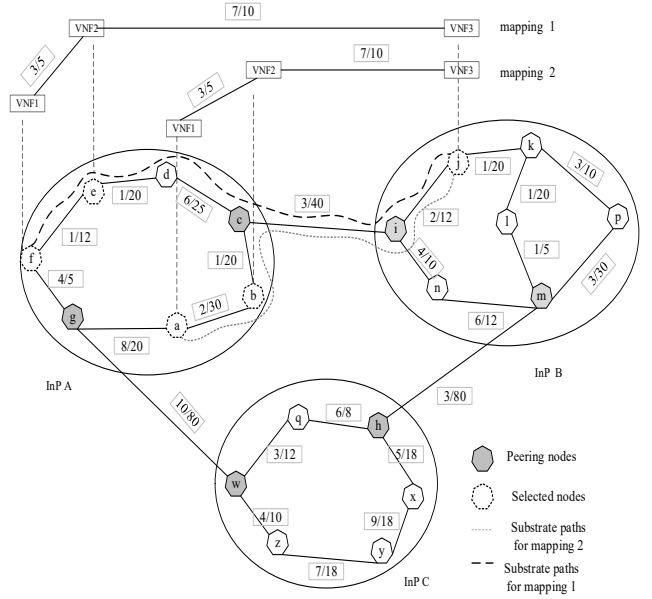 7/10
VNF2
VNF3
mapping 1
7/10
3/5
VNF2
VNF3
mapping 2
3/5
VNF1
VNF1
k
j
1/20
3/10
d
e
1/20
6/25
3/40
1/20
c
i
2/12
l
p
1/12
f
1/20
4/10
1/5
3/30
4/5
2/30
b
n
m
g
a
6/12
8/20
InP A
InP B
10/80
3/80
6/8
q
h
3/12
5/18
Peering nodes
w
x
Selected nodes
4/10
9/18
z
y
Substrate paths
for mapping 2
7/18
InP C
Substrate paths
for mapping 1